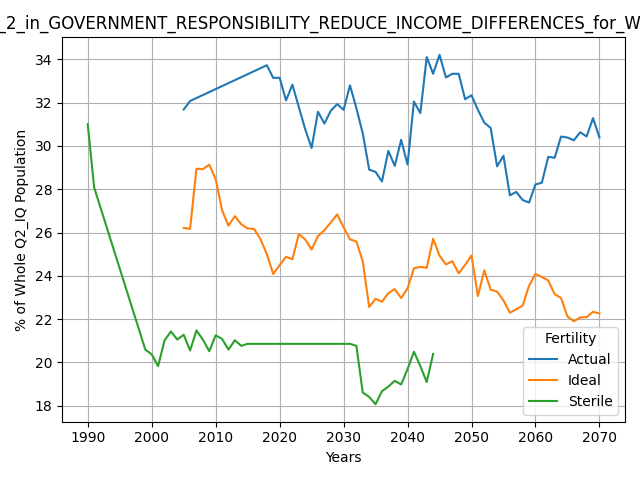 _2_in_GOVERNMENT_RESPONSIBILITY_REDUCE_INCOME_DIFFERENCES_for_W
% of Whole Q2_IQ Population
34
32
30
28
26
24
22
20
18
1990
2000
2010
2020
2030
2040
2050
2060
2070
Years
Fertility
Actual
Ideal
Sterile